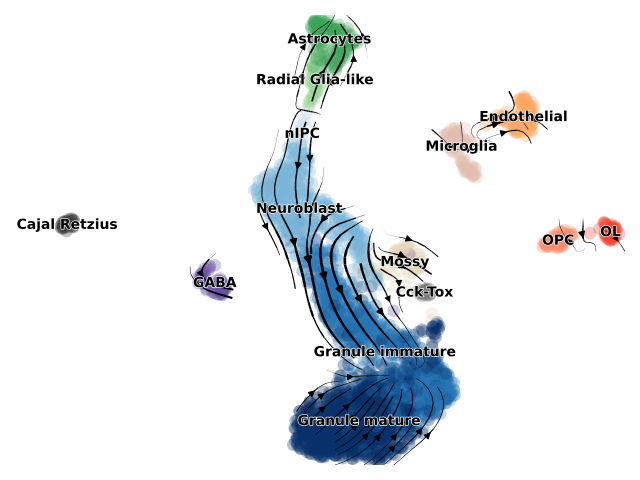 Astrocytes
Radial Glia-like
nIPC
Endothelial
Microglia
Neuroblast
Cajal Retzius
OPC
OL
Mossy
GABA
Cck-Tox
Granule immature
Granule mature